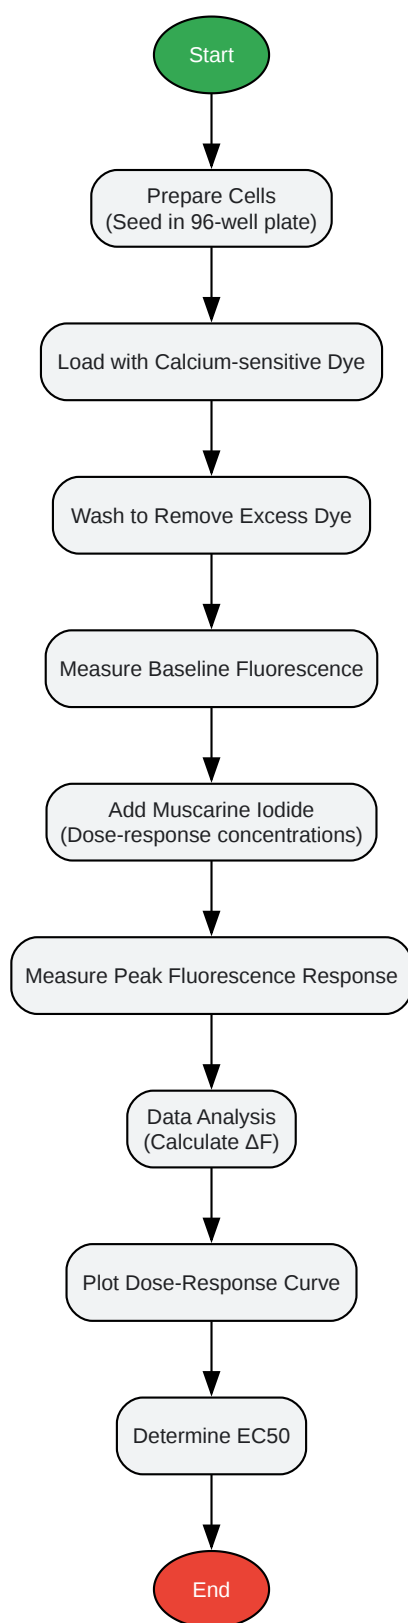 Start
Prepare Cells
(Seed in 96-well plate)
Load with Calcium-sensitive Dye
Wash to Remove Excess Dye
Measure Baseline Fluorescence
Add Muscarine Iodide
(Dose-response concentrations)
Measure Peak Fluorescence Response
Data Analysis
(Calculate ΔF)
Plot Dose-Response Curve
Determine EC50
End